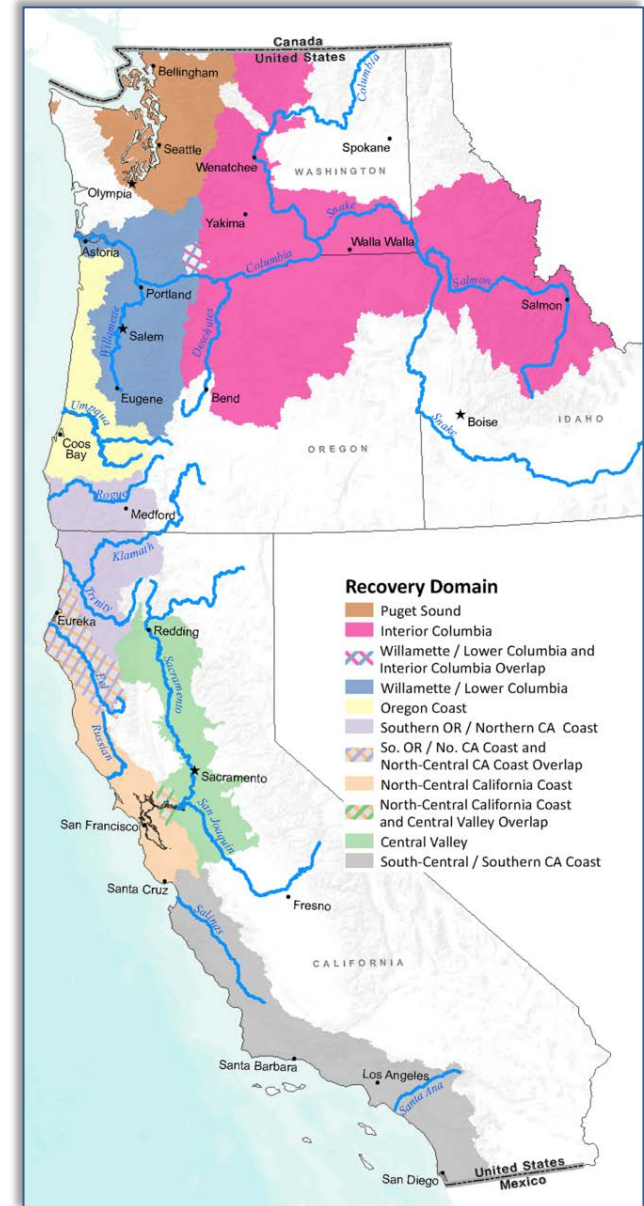 Canada
United States
Bellingham
Columbia
Seattle
Spokane
Wenatchee
WASHINGTON
Olympia
Snake
Yakima
Walla Walla
Astoria
Columbia
Salmon
Portland
Salmon
Willamette
Salem
Deschutes
Eugene
Bend
Umpqua
Boise
IDAHO
Snake
Coos
Bay
OREGON
Rogue
Medford
Klamath
Trinity
Eureka
Redding
Sacramento
Eel
Russian
Sacramento
San Joaquin
San Francisco
Santa Cruz
Fresno
Salinas
CALIFORNIA
Santa Barbara
Los Angeles
Santa Ana
San Diego
United States
Mexico
Recovery Domain
Puget Sound
Interior Columbia
Willamette / Lower Columbia and
Interior Columbia Overlap
Willamette / Lower Columbia
Oregon Coast
Southern OR / Northern CA Coast
So. OR / No. CA Coast and
North-Central CA Coast Overlap
North-Central California Coast
North-Central California Coast
and Central Valley Overlap
Central Valley
South-Central / Southern CA Coast